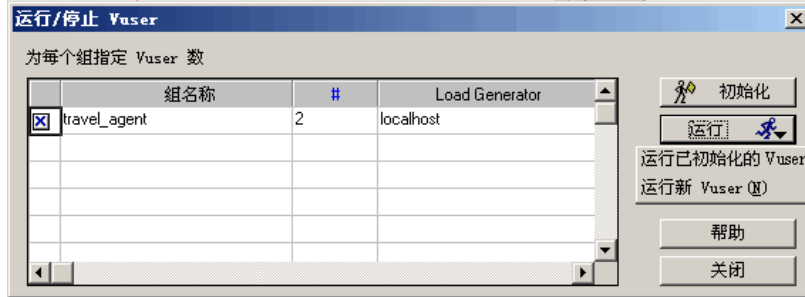 运行/停止 Vuser
为每个组指定 Vuser 数
组名称 # Load Generator
travel_agent 2 localhost
初始化
运行
运行已初始化的 Vuser
运行新 Vuser (N)
帮助
关闭